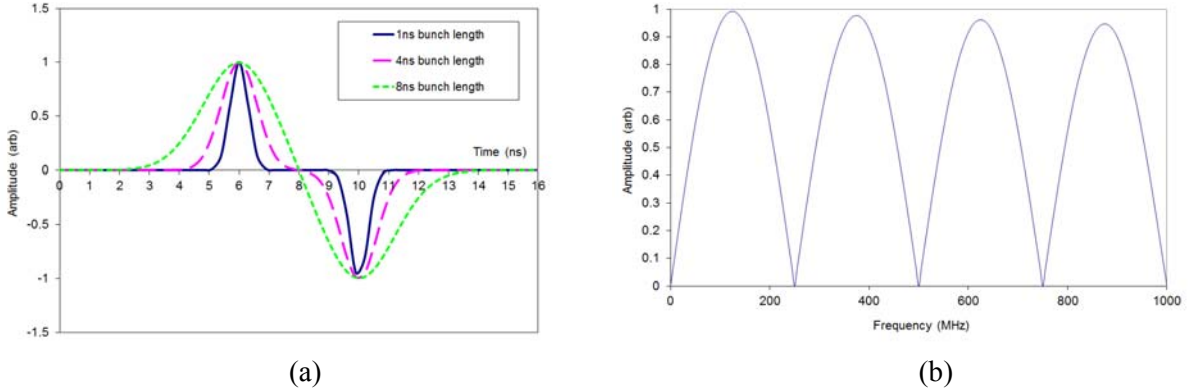 1.5
1
0.5
0
-0.5
-1
-1.5
Amplitude (arb)
1ns bunch length
4ns bunch length
8ns bunch length
Time (ns)
0 1 2 3 4 5 6 7 8 9 10 11 12 13 14 15 16
(a)
1
0.9
0.8
0.7
0.6
0.5
0.4
0.3
0.2
0.1
0
Amplitude (arb)
0 200 400 600 800 1000
Frequency (MHz)
(b)